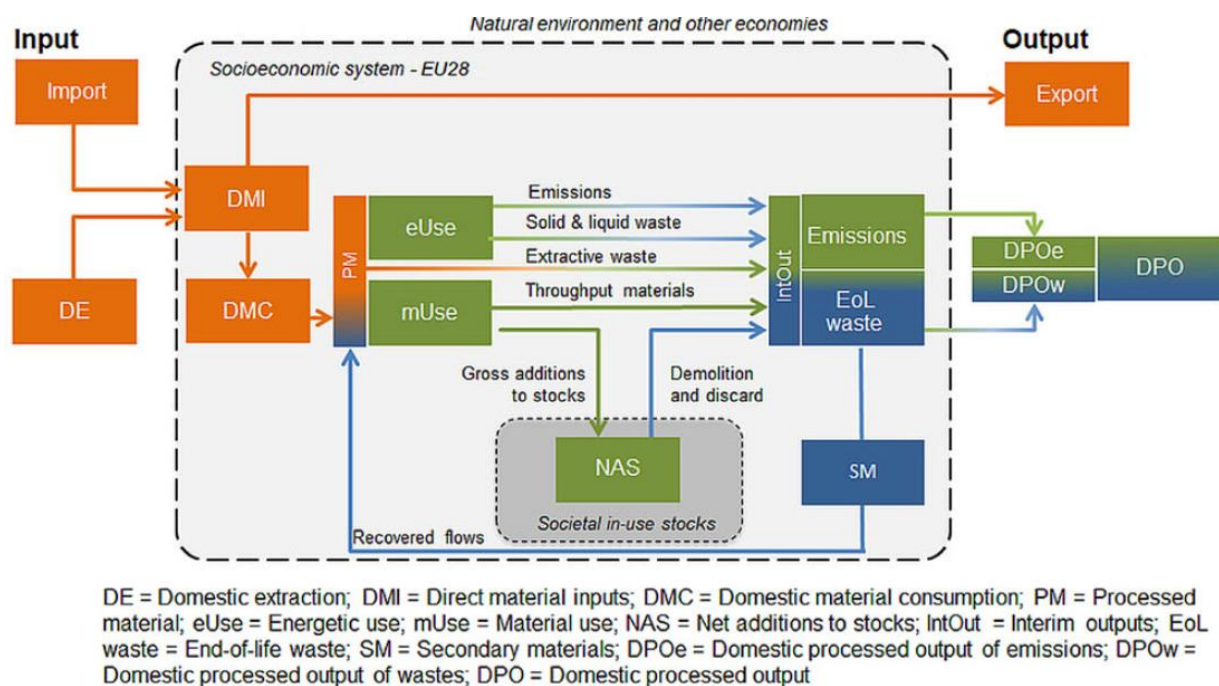 Natural environment and other economies
Input
Output
Socioeconomic system - EU28
Import
Export
DMI
Emissions
Solid & liquid waste
Extractive waste
Throughput materials
eUse
PM
mUse
IntOut
Emissions
EoL
waste
DPOe
DPOw
DPO
DE
DMC
Gross additions
to stocks
Demolition
and discard
NAS
SM
Societal in-use stocks
Recovered flows
DE = Domestic extraction; DMI = Direct material inputs; DMC = Domestic material consumption; PM = Processed
material; eUse = Energetic use; mUse = Material use; NAS = Net additions to stocks; IntOut = Interim outputs; EoL
waste = End-of-life waste; SM = Secondary materials; DPOe = Domestic processed output of emissions; DPOw =
Domestic processed output of wastes; DPO = Domestic processed output